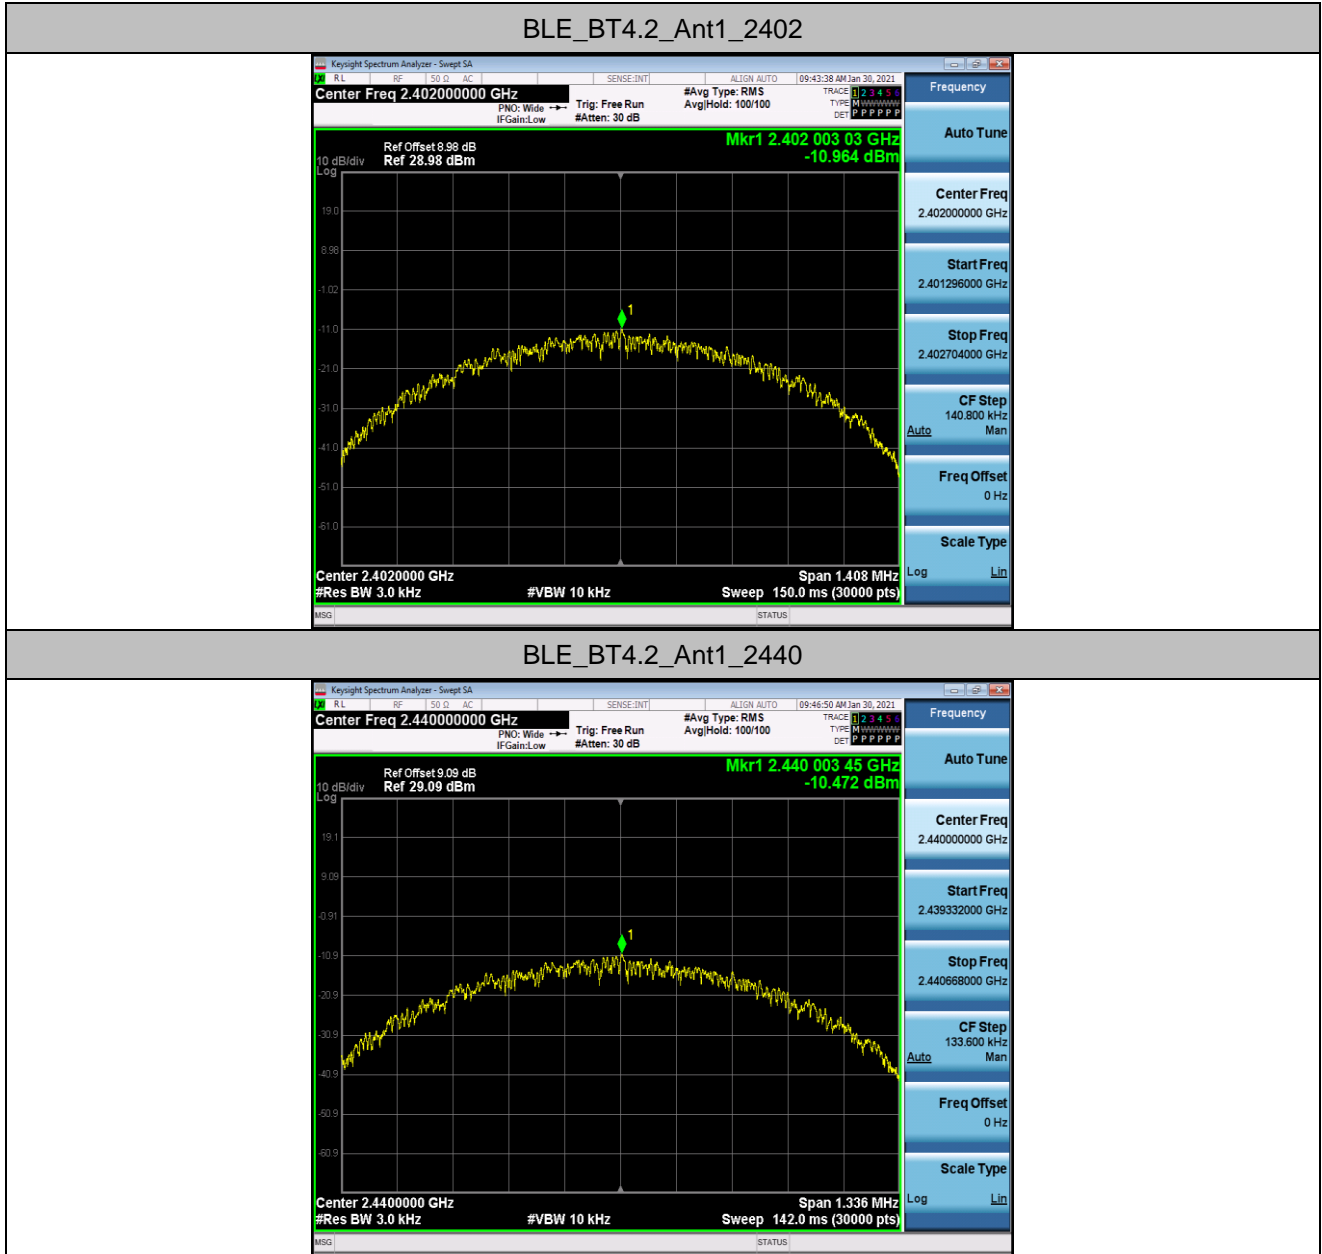 BLE_BT4.2_Ant1_2402
Keysight Spectrum Analyzer - Swept SA
RL RF 50 Ω AC SENSE:INT ALIGN AUTO 09:43:38 AM Jan 30, 2021
Center Freq 2.402000000 GHz
PNO: Wide
IFGain:Low
Trig: Free Run
#Atten: 30 dB
#Avg Type: RMS
Avg|Hold: 100/100
TRACE 1 2 3 4 5 6
TYPE M WWWWW
DET P P P P P P
Frequency
Mkr1 2.402 003 03 GHz
-10.964 dBm
Ref Offset 8.98 dB
10 dB/div Ref 28.98 dBm
Log
19.0
8.98
-1.02
-11.0
-21.0
-31.0
-41.0
-51.0
-61.0
1
Center 2.4020000 GHz Span 1.408 MHz
#Res BW 3.0 kHz #VBW 10 kHz Sweep 150.0 ms (30000 pts)
MSG STATUS
Auto Tune
Center Freq
2.402000000 GHz
Start Freq
2.401296000 GHz
Stop Freq
2.402704000 GHz
CF Step
140.800 kHz
Auto Man
Freq Offset
0 Hz
Scale Type
Log Lin
BLE_BT4.2_Ant1_2440
Keysight Spectrum Analyzer - Swept SA
RL RF 50 Ω AC SENSE:INT ALIGN AUTO 09:46:50 AM Jan 30, 2021
Center Freq 2.440000000 GHz
PNO: Wide
IFGain:Low
Trig: Free Run
#Atten: 30 dB
#Avg Type: RMS
Avg|Hold: 100/100
TRACE 1 2 3 4 5 6
TYPE M WWWWW
DET P P P P P P
Frequency
Mkr1 2.440 003 45 GHz
-10.472 dBm
Ref Offset 9.09 dB
10 dB/div Ref 29.09 dBm
Log
19.1
9.09
-0.91
-10.9
-20.9
-30.9
-40.9
-50.9
-60.9
1
Center 2.4400000 GHz Span 1.336 MHz
#Res BW 3.0 kHz #VBW 10 kHz Sweep 142.0 ms (30000 pts)
MSG STATUS
Auto Tune
Center Freq
2.440000000 GHz
Start Freq
2.439332000 GHz
Stop Freq
2.440668000 GHz
CF Step
133.600 kHz
Auto Man
Freq Offset
0 Hz
Scale Type
Log Lin